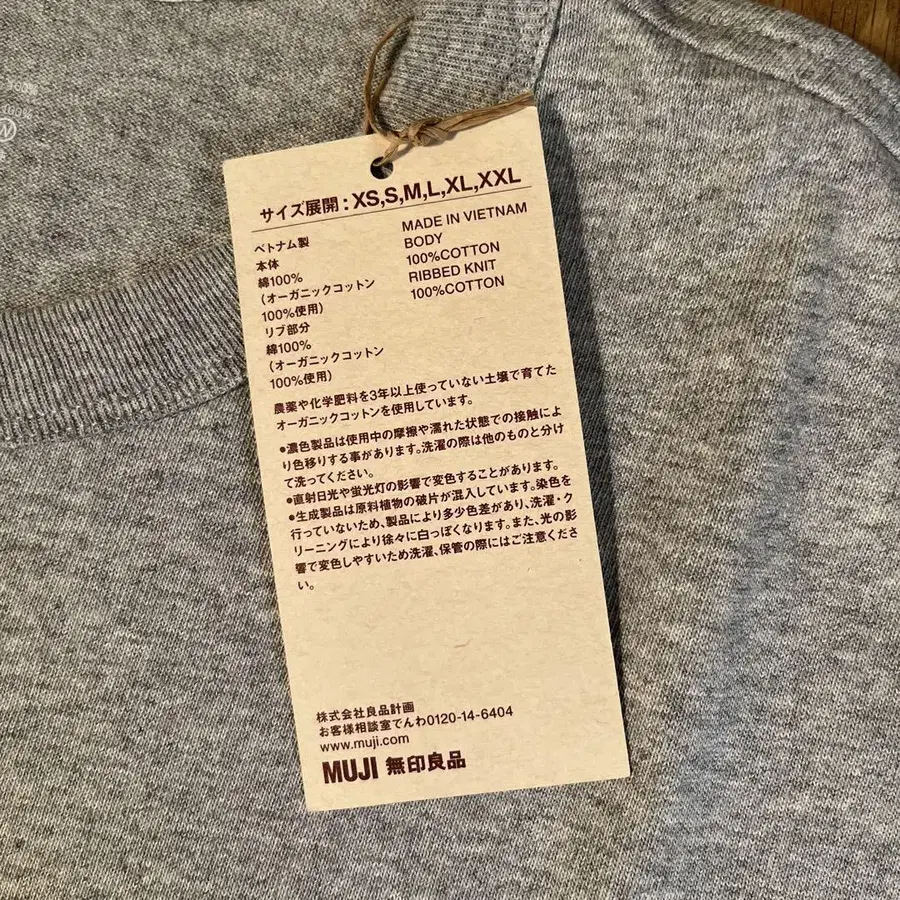 サイズ展開：XS,S,M,L,XL,XXL
ベトナム製
本体
綿100%
（オーガニックコットン
100%使用）
リブ部分
綿100%
（オーガニックコットン
100%使用）
MADE IN VIETNAM
BODY
100%COTTON
RIBBED KNIT
100%COTTON
農薬や化学肥料を3年以上使っていない土壌で育てた
オーガニックコットンを使用しています。
●濃色製品は使用中の摩擦や濡れた状態での接触によ
り色移りする事があります。洗濯の際は他のものと分け
て洗ってください。
●直射日光や蛍光灯の影響で変色することがあります。
●生成製品は原料植物の破片が混入しています。染色を
行っていないため、製品により多少色差があり、洗濯・ク
リーニングにより徐々に白っぽくなります。また、光の影
響で変色しやすいため洗濯、保管の際にはご注意くださ
い。
株式会社良品計画
お客様相談室でんわ0120-14-6404
www.muji.com
MUJI 無印良品